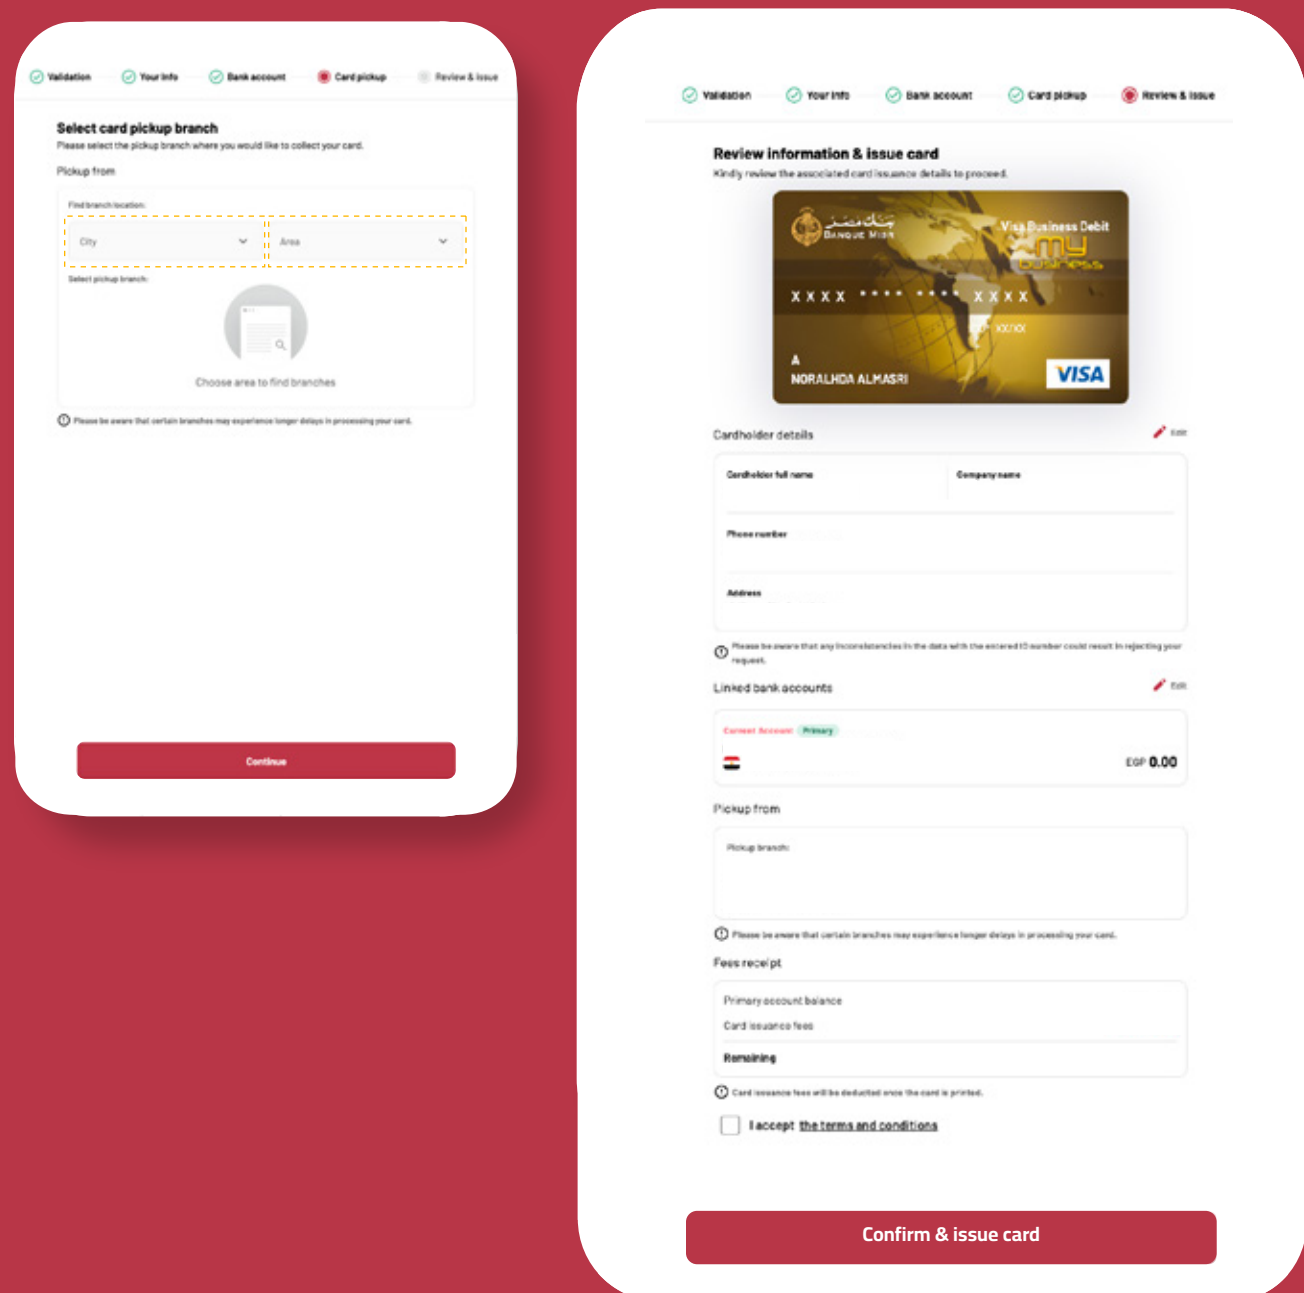 Validation
Your Info
Bank account
Card pickup
Review & Issue
Select card pickup branch
Please select the pickup branch where you would like to collect your card.
Pickup from
Find branch location:
City
Area
Select pickup branch:
Choose area to find branches
Please be aware that certain branches may experience longer delays in processing your card.
Continue
Validation
Your Info
Bank account
Card pickup
Review & Issue
Review information & issue card
Kindly review the associated card issuance details to proceed.
بنك مصر
BANQUE MISR
Visa Business Debit
my
business
XXXX **** **** XXXX
XX/XX
A
NORALHDA ALMASRI
VISA
Cardholder details
Edit
Cardholder full name
Company name
Phone number
Address
Please be aware that any inconsistencies in the data with the entered ID number could result in rejecting your
request.
Linked bank accounts
Edit
Current Account
Primary
EGP 0.00
Pickup from
Pickup branch:
Please be aware that certain branches may experience longer delays in processing your card.
Fees receipt
Primary account balance
Card issuance fees
Remaining
Card issuance fees will be deducted once the card is printed.
I accept the terms and conditions
Confirm & issue card